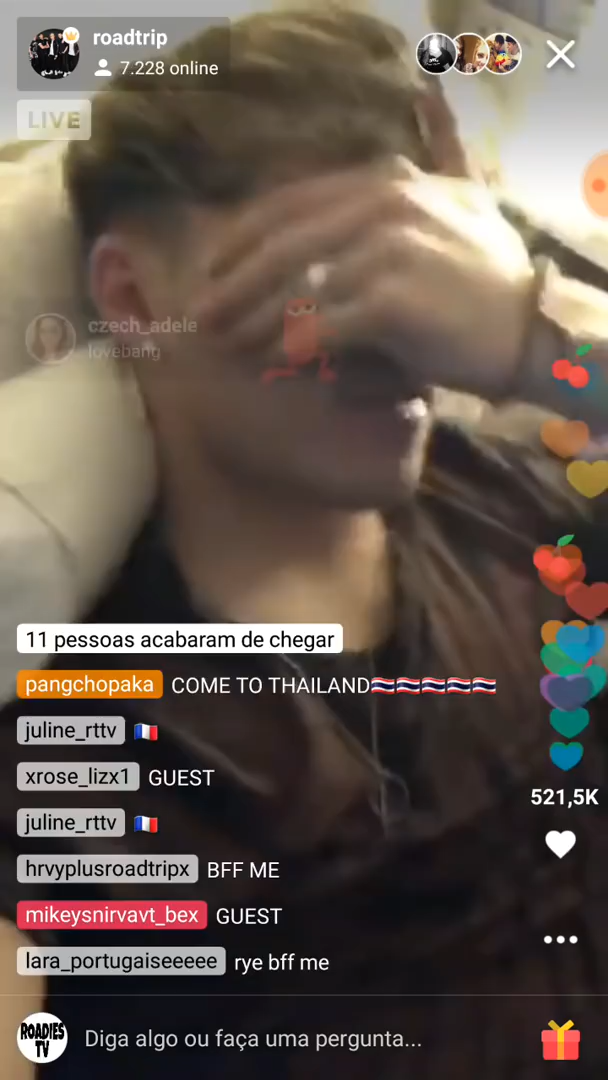 roadtrip
7.228 online
LIVE
czech_adele
lovebang
11 pessoas acabaram de chegar
pangchopaka COME TO THAILAND🇹🇭🇹🇭🇹🇭🇹🇭🇹🇭
juline_rttv 🇫🇷
xrose_lizx1 GUEST
juline_rttv 🇫🇷
521,5K
hrvyplusroadtripx BFF ME
mikeysnirvavt_bex GUEST
lara_portugaiseeeee rye bff me
ROADIES
TV
Diga algo ou faça uma pergunta...